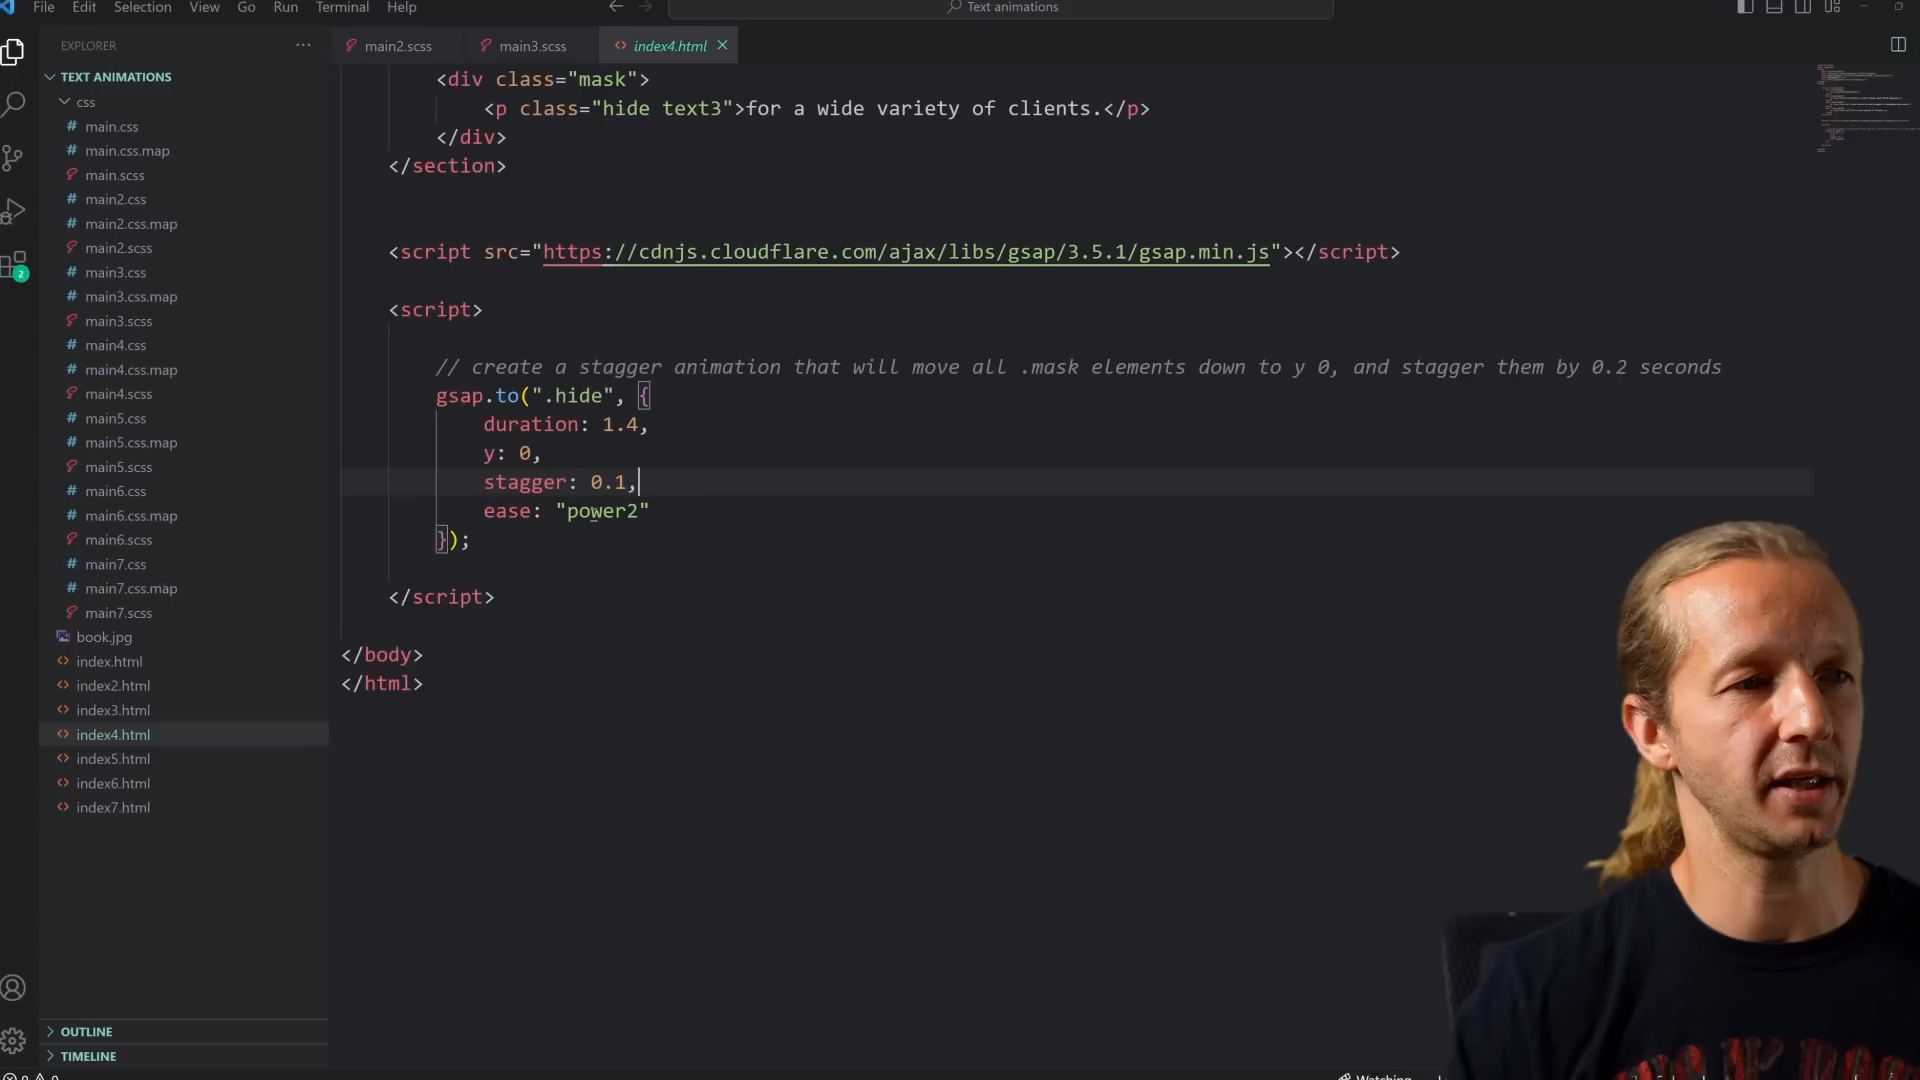 File Edit Selection View Go Run Terminal Help
Text animations
EXPLORER
main2.scss
main3.scss
index4.html
TEXT ANIMATIONS
css
main.css
main.css.map
main.scss
main2.css
main2.css.map
main2.scss
main3.css
main3.css.map
main3.scss
main4.css
main4.css.map
main4.scss
main5.css
main5.css.map
main5.scss
main6.css
main6.css.map
main6.scss
main7.css
main7.css.map
main7.scss
book.jpg
index.html
index2.html
index3.html
index4.html
index5.html
index6.html
index7.html
OUTLINE
TIMELINE
2
<div class="mask">
<p class="hide text3">for a wide variety of clients.</p>
</div>
</section>
<script src="https://cdnjs.cloudflare.com/ajax/libs/gsap/3.5.1/gsap.min.js"></script>
<script>
// create a stagger animation that will move all .mask elements down to y 0, and stagger them by 0.2 seconds
gsap.to(".hide", {
duration: 1.4,
y: 0,
stagger: 0.1,
ease: "power2"
});
</script>
</body>
</html>